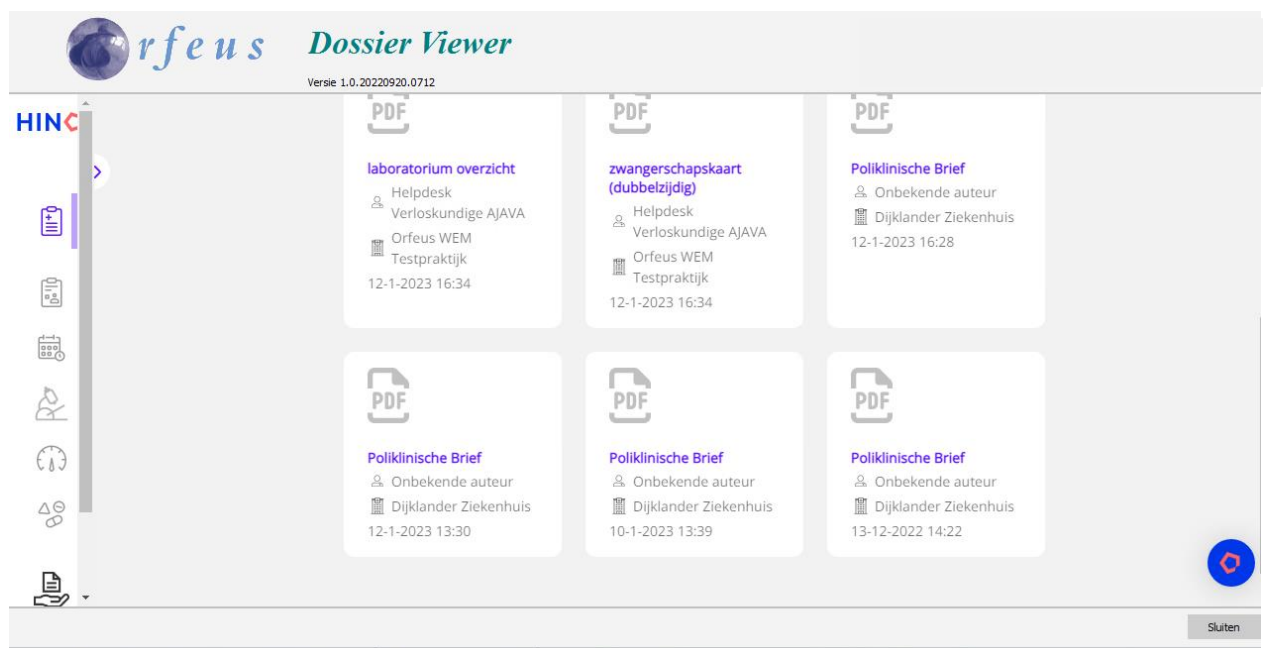 rfeus
Dossier Viewer
Versie 1.0.20220920.0712
HINC
PDF
PDF
PDF
laboratorium overzicht
Helpdesk
Verloskundige AJAVA
Orfeus WEM
Testpraktijk
12-1-2023 16:34
zwangerschapskaart
(dubbelzijdig)
Helpdesk
Verloskundige AJAVA
Orfeus WEM
Testpraktijk
12-1-2023 16:34
Poliklinische Brief
Onbekende auteur
Dijklander Ziekenhuis
12-1-2023 16:28
PDF
Poliklinische Brief
Onbekende auteur
Dijklander Ziekenhuis
12-1-2023 13:30
PDF
Poliklinische Brief
Onbekende auteur
Dijklander Ziekenhuis
10-1-2023 13:39
PDF
Poliklinische Brief
Onbekende auteur
Dijklander Ziekenhuis
13-12-2022 14:22
Sluiten